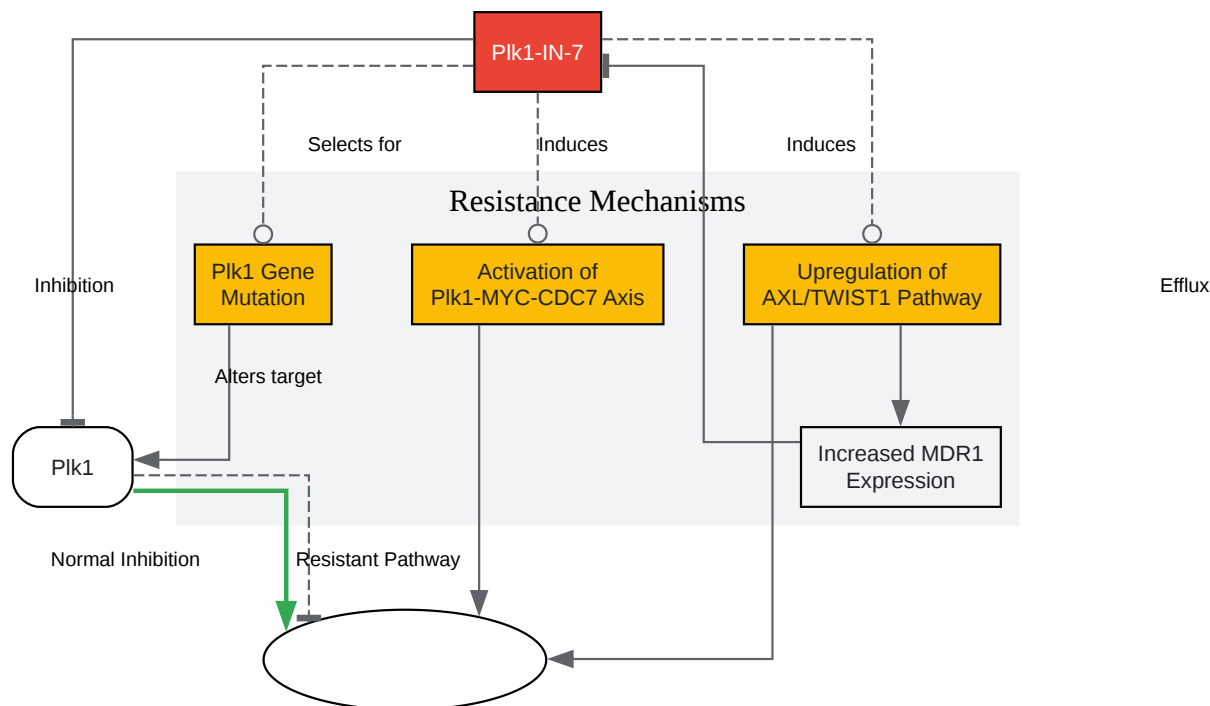 Plk1-IN-7
Selects for
Induces
Induces
Resistance Mechanisms
Plk1 Gene
Mutation
Activation of
Plk1-MYC-CDC7 Axis
Upregulation of
AXL/TWIST1 Pathway
Inhibition
Efflux
Alters target
Plk1
Increased MDR1
Expression
Normal Inhibition
Resistant Pathway